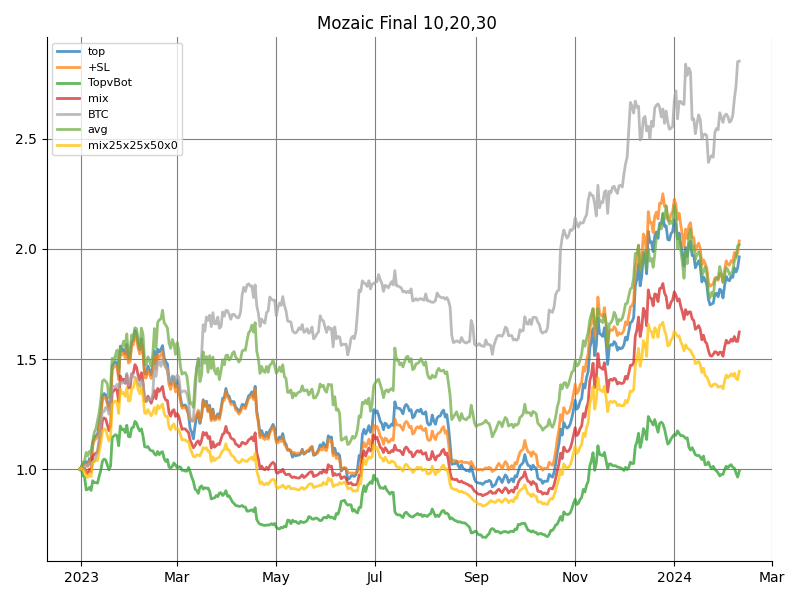 Mozaic Final 10,20,30
top
+SL
TopvBot
mix
BTC
avg
mix25x25x50x0
2.5
2.0
1.5
1.0
2023 Mar May Jul Sep Nov 2024 Mar